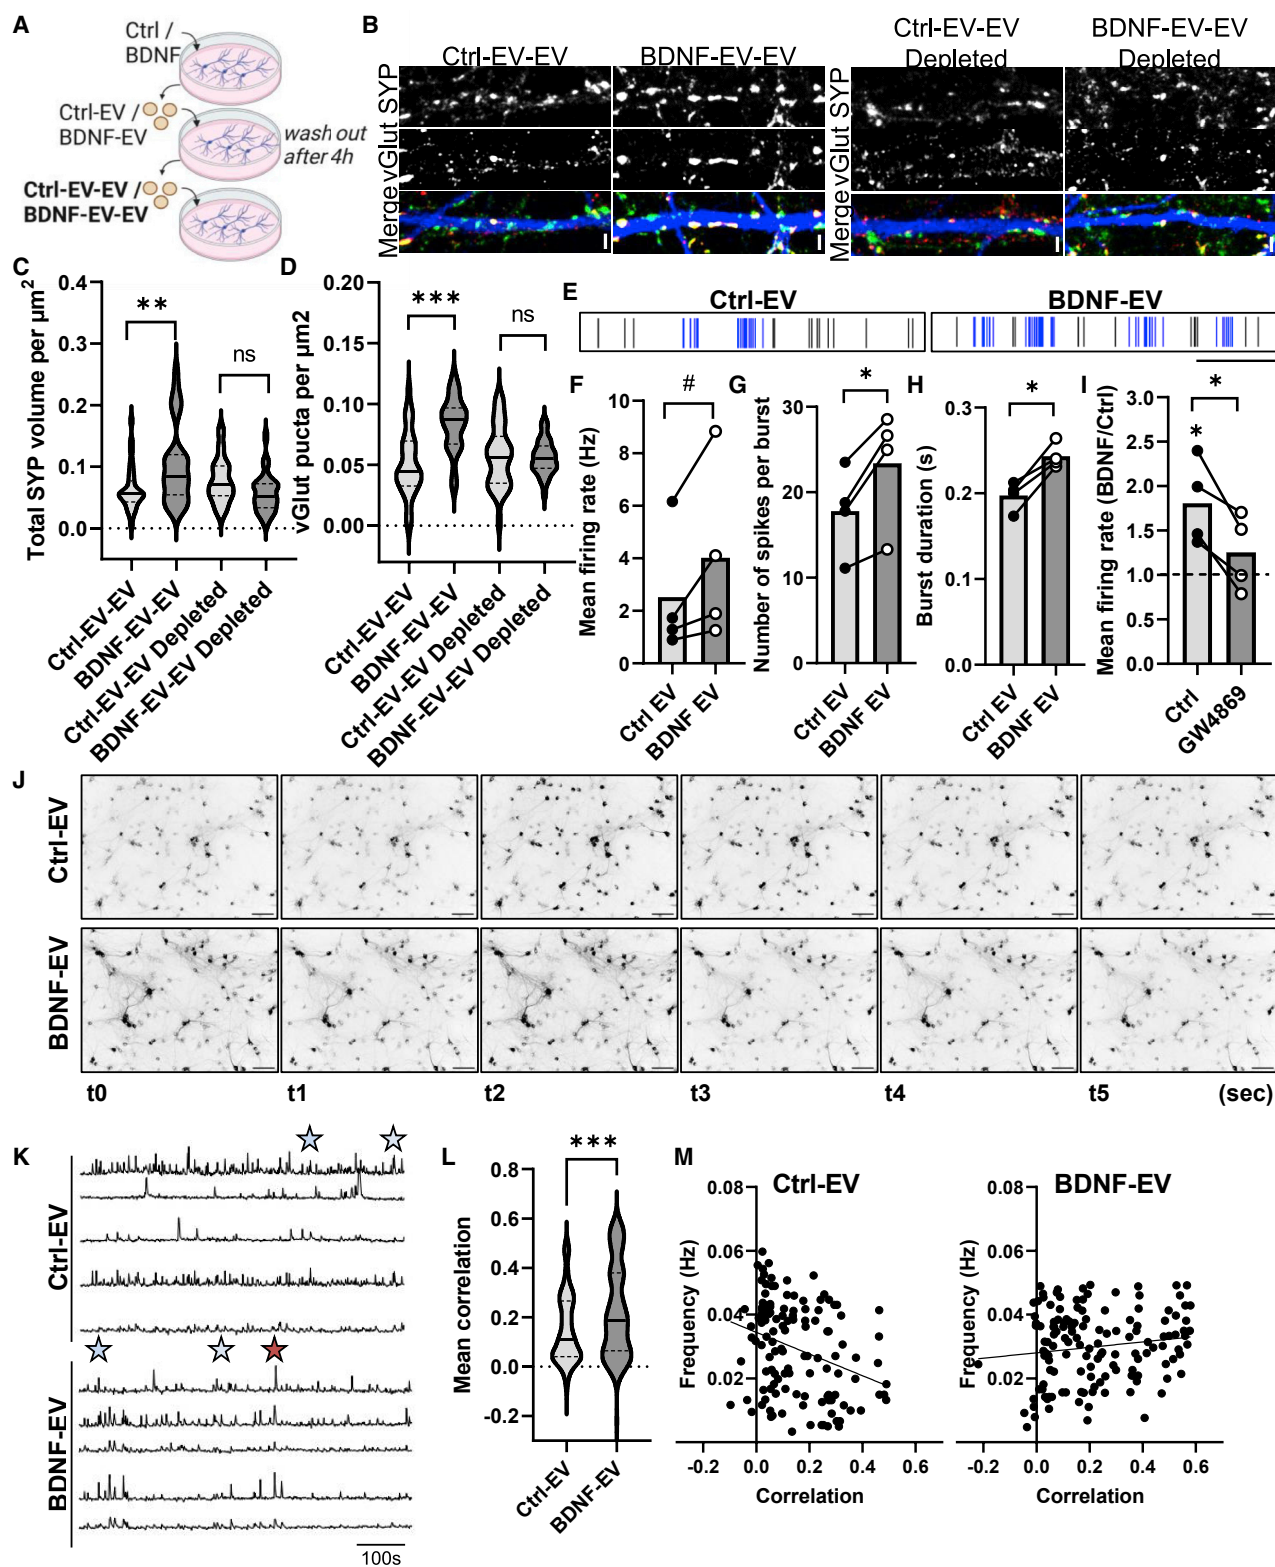 A
Ctrl /
BDNF
Ctrl-EV /
BDNF-EV
wash out
after 4h
Ctrl-EV-EV /
BDNF-EV-EV
B
Ctrl-EV-EV
BDNF-EV-EV
Ctrl-EV-EV
Depleted
BDNF-EV-EV
Depleted
SYP
vGlut
Merge
SYP
vGlut
Merge
C
Total SYP volume per µm²
0.4
0.3
0.2
0.1
0.0
**
ns
Ctrl-EV-EV
BDNF-EV-EV
Ctrl-EV-EV Depleted
BDNF-EV-EV Depleted
D
vGlut pucta per µm2
0.20
0.15
0.10
0.05
0.00
***
ns
Ctrl-EV-EV
BDNF-EV-EV
Ctrl-EV-EV Depleted
BDNF-EV-EV Depleted
E
Ctrl-EV
BDNF-EV
F
Mean firing rate (Hz)
10
8
6
4
2
0
#
Ctrl EV
BDNF EV
G
Number of spikes per burst
30
20
10
0
*
Ctrl EV
BDNF EV
H
Burst duration (s)
0.3
0.2
0.1
0.0
*
Ctrl EV
BDNF EV
I
Mean firing rate (BDNF/Ctrl)
3.0
2.5
2.0
1.5
1.0
0.5
0.0
*
*
Ctrl
GW4869
J
Ctrl-EV
BDNF-EV
t0 t1 t2 t3 t4 t5 (sec)
K
Ctrl-EV
BDNF-EV
100s
L
Mean correlation
0.8
0.6
0.4
0.2
0.0
-0.2
***
Ctrl-EV
BDNF-EV
M
Ctrl-EV
Frequency (Hz)
0.08
0.06
0.04
0.02
-0.2 0.0 0.2 0.4 0.6
Correlation
BDNF-EV
Frequency (Hz)
0.08
0.06
0.04
0.02
-0.2 0.0 0.2 0.4 0.6
Correlation